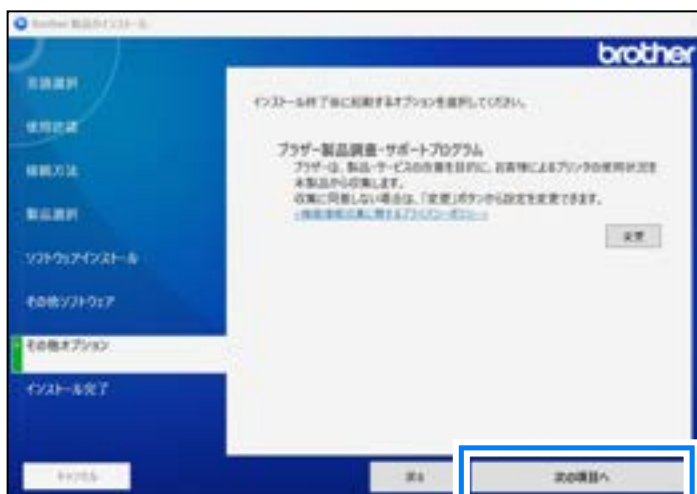 Brother 製品のインストール
brother
言語選択
使用許諾
接続方法
製品選択
ソフトウェアインストール
その他ソフトウェア
その他オプション
インストール完了
インストール終了後に起動するオプションを選択してください。
ブラザー製品調査・サポートプログラム
ブラザーは、製品・サービスの改善を目的に、お客様によるプリンタの使用状況を
本製品から収集します。
収集に同意しない場合は、「変更」ボタンから設定を変更できます。
変更
キャンセル
戻る
次の項目へ